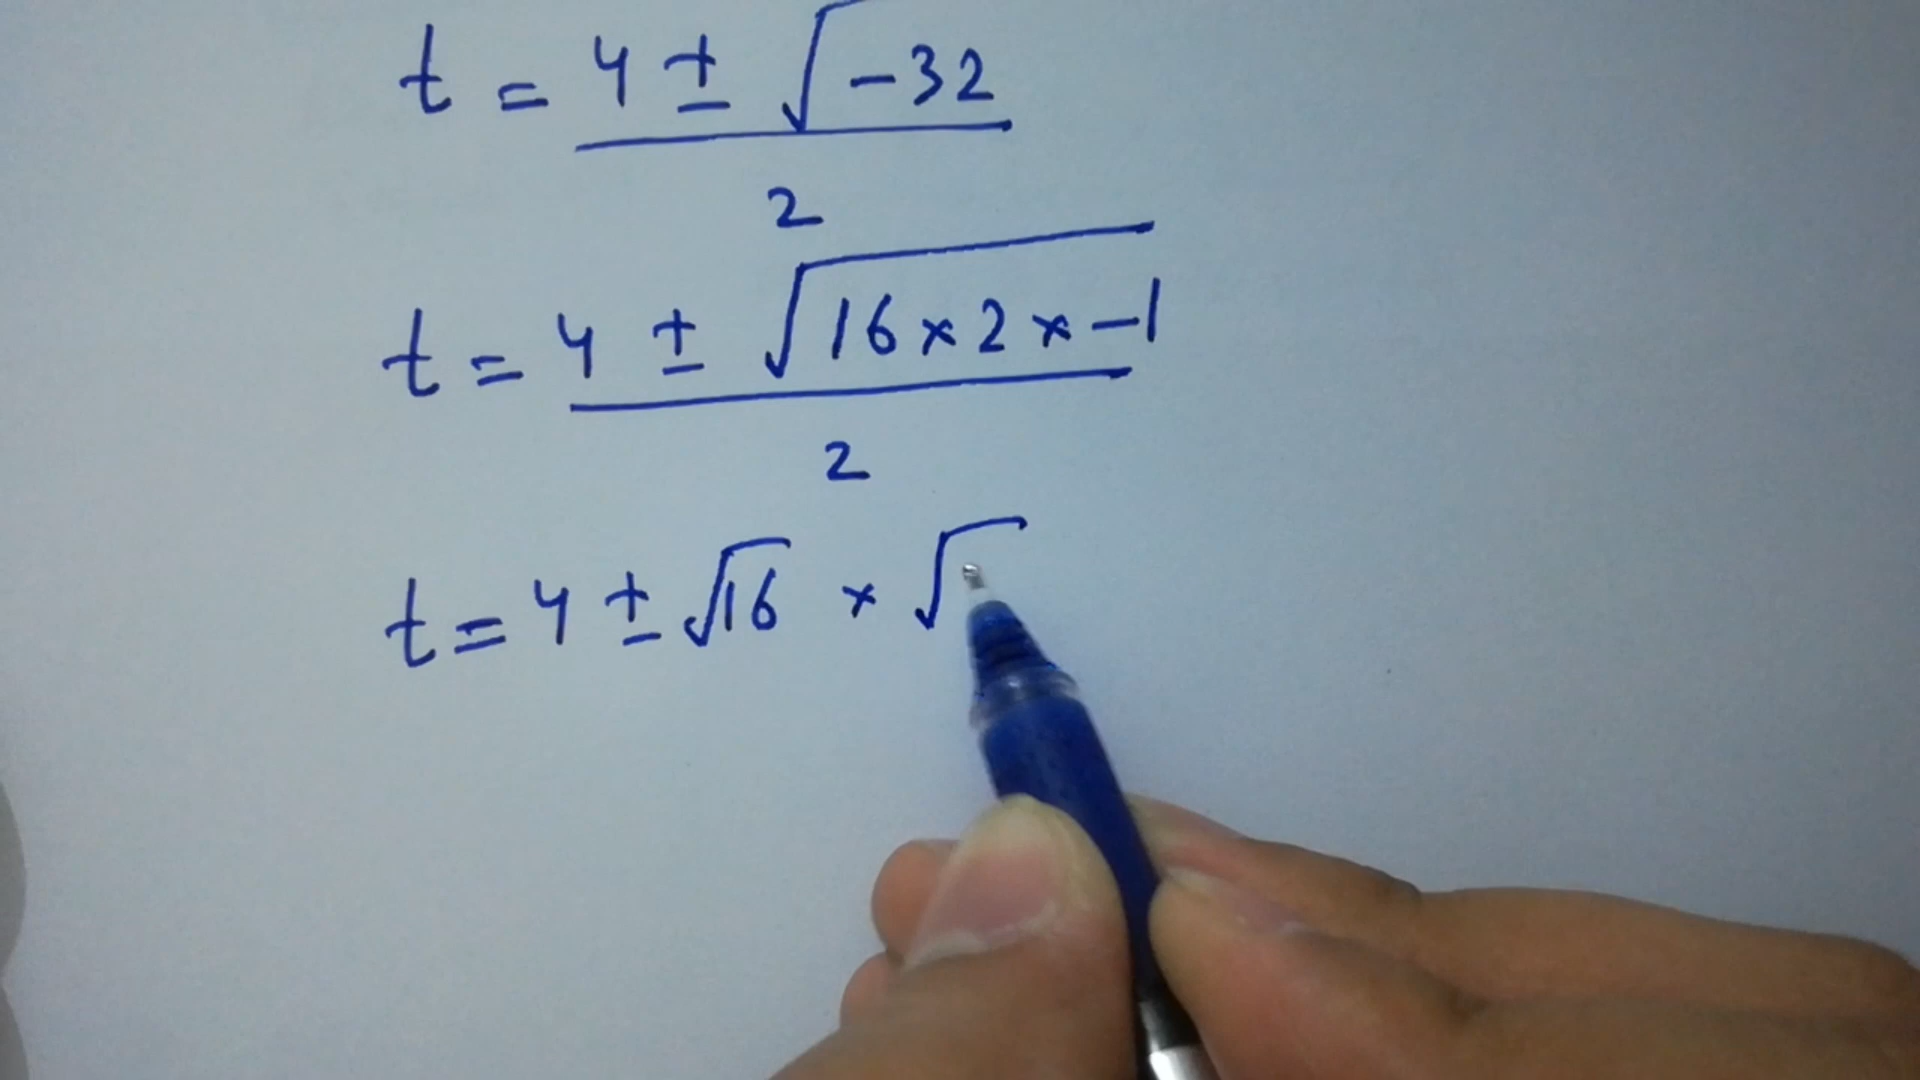 t = 4 ± √-32
2
t = 4 ± √16 × 2 × -1
2
t = 4 ± √16 × √